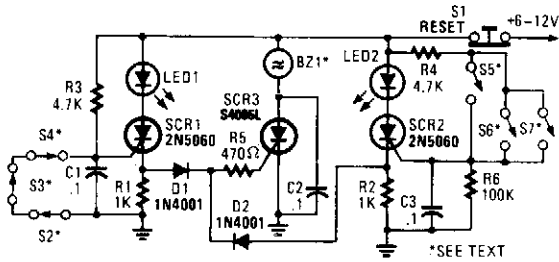 S1
RESET
+6-12V
LED1
BZ1*
LED2
R3
4.7K
R4
4.7K
S5*
SCR3
S4006L
SCR1
2N5060
SCR2
2N5060
S4*
S6*
S7*
R5
470Ω
S3*
C1
.1
R1
1K
D1
1N4001
C2
.1
R2
1K
R6
100K
D2
1N4001
C3
.1
S2*
*SEE TEXT